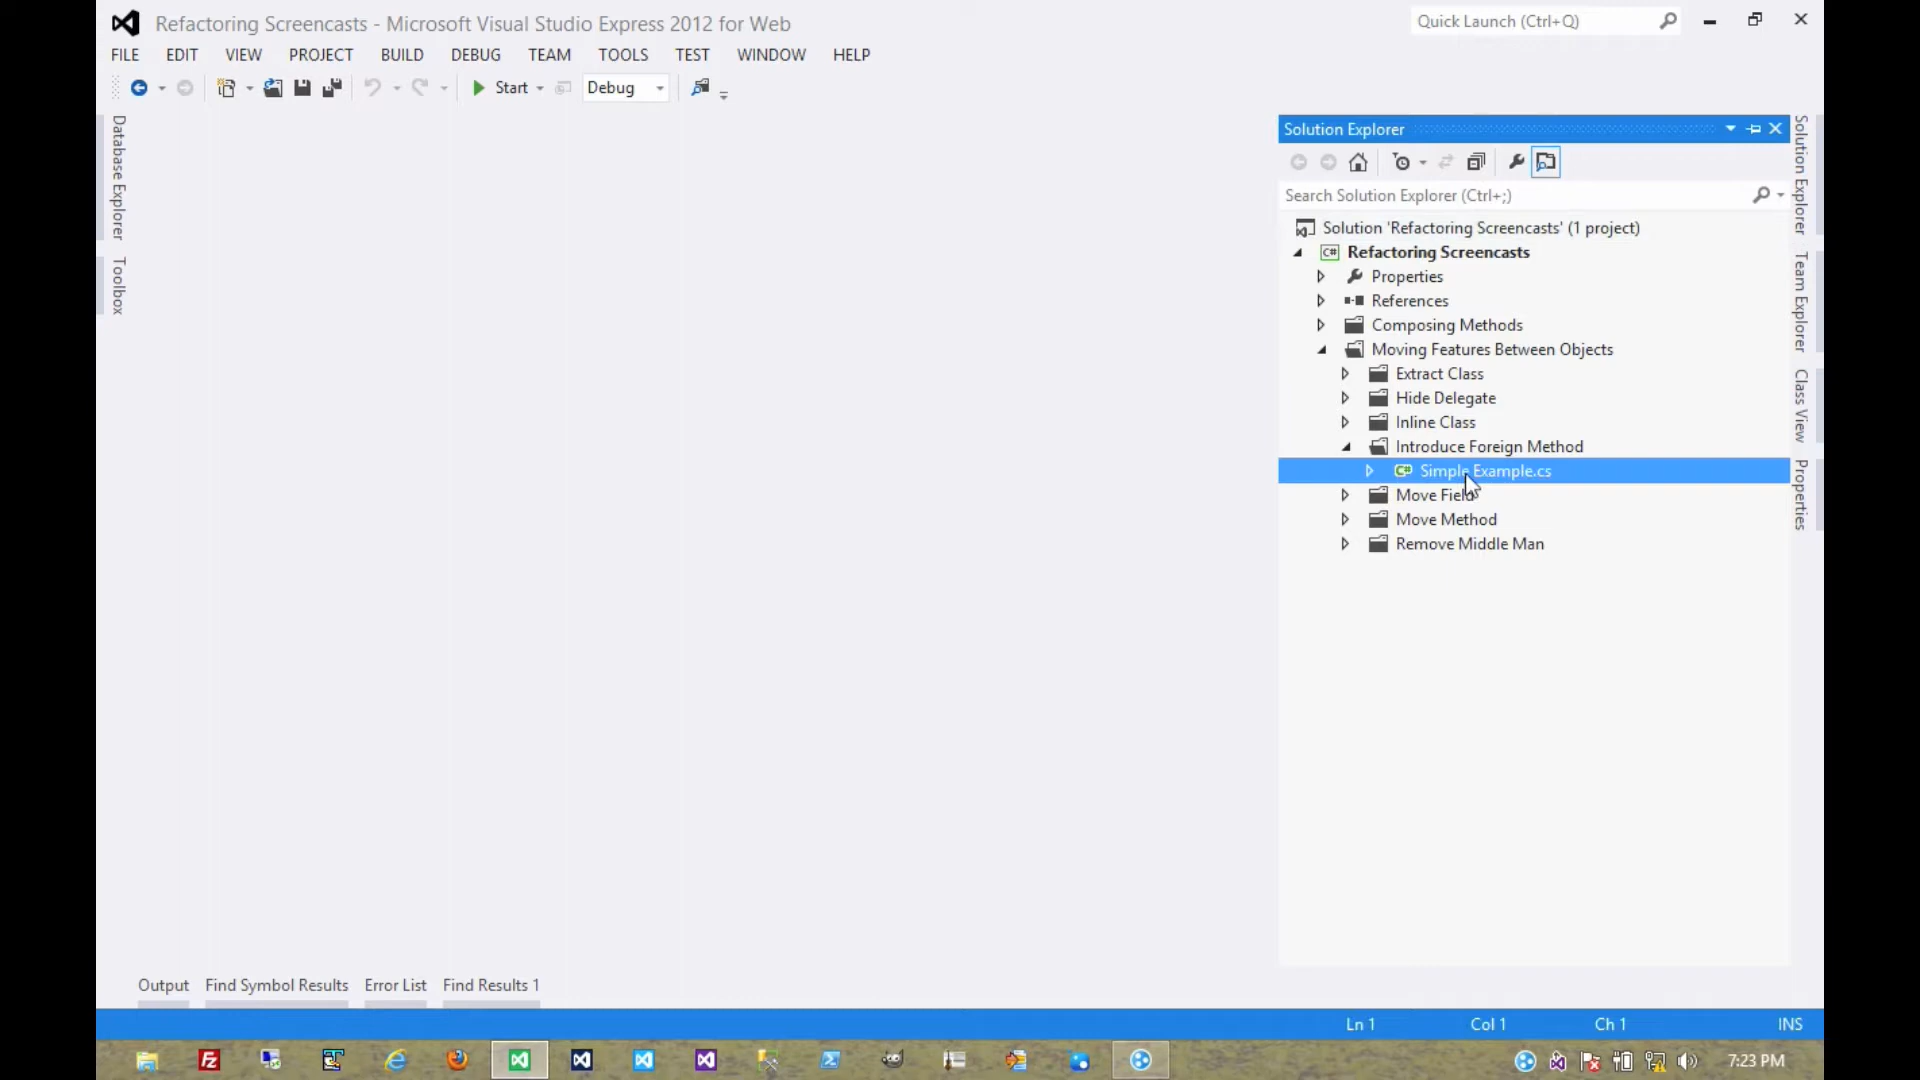 Refactoring Screencasts - Microsoft Visual Studio Express 2012 for Web
Quick Launch (Ctrl+Q)
FILE EDIT VIEW PROJECT BUILD DEBUG TEAM TOOLS TEST WINDOW HELP
Start
Debug
Database Explorer
Toolbox
Solution Explorer
Search Solution Explorer (Ctrl+;)
Solution 'Refactoring Screencasts' (1 project)
C# Refactoring Screencasts
Properties
References
Composing Methods
Moving Features Between Objects
Extract Class
Hide Delegate
Inline Class
Introduce Foreign Method
C# Simple Example.cs
Move Field
Move Method
Remove Middle Man
Solution Explorer
Team Explorer
Class View
Properties
Output Find Symbol Results Error List Find Results 1
Ln 1 Col 1 Ch 1 INS
Fz
7:23 PM